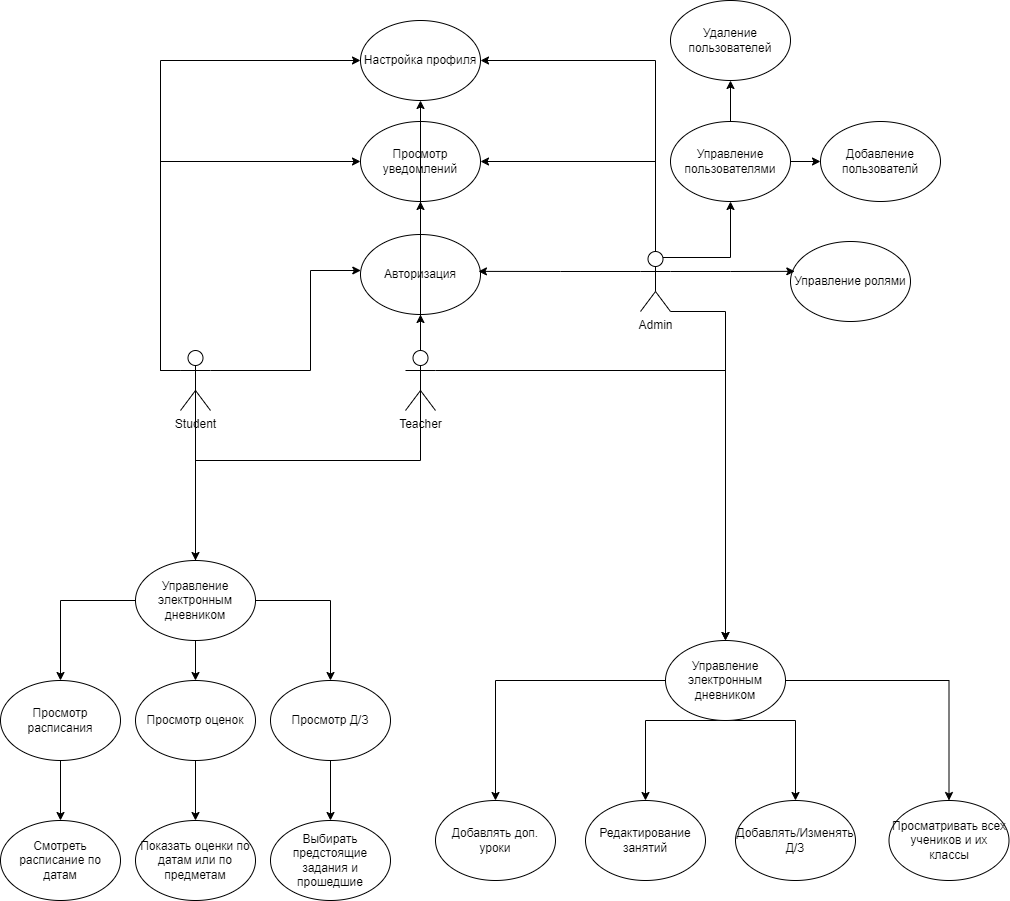 Удаление
пользователей
Настройка профиля
Просмотр
уведомлений
Управление
пользователями
Добавление
пользователй
Авторизация
Управление ролями
Admin
Student
Teacher
Управление
электронным
дневником
Просмотр
расписания
Просмотр оценок
Просмотр Д/З
Смотреть
расписание по
датам
Показать оценки по
датам или по
предметам
Выбирать
предстоящие
задания и
прошедшие
Управление
электронным
дневником
Добавлять доп.
уроки
Редактирование
занятий
Добавлять/Изменять
Д/З
Просматривать всех
учеников и их
классы